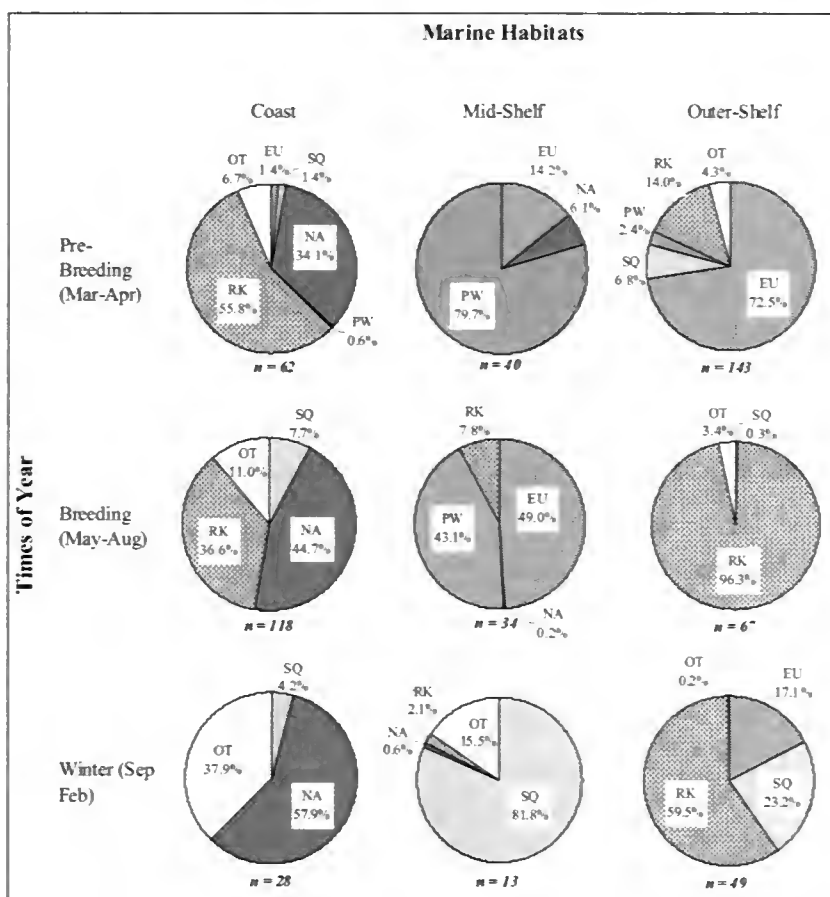 Marine Habitats
Coast
Mid-Shelf
Outer-Shelf
Times of Year
Pre-
Breeding
(Mar-Apr)
OT
6.7%
EU
1.4%
SQ
1.4%
NA
34.1%
RK
55.8%
PW
0.6%
n = 62
EU
14.2%
NA
6.1%
PW
79.7%
n = 40
RK
14.0%
OT
4.3%
PW
2.4%
SQ
6.8%
EU
72.5%
n = 143
Breeding
(May-Aug)
SQ
7.7%
OT
11.0%
RK
36.6%
NA
44.7%
n = 118
RK
7.8%
EU
49.0%
PW
43.1%
NA
0.2%
n = 34
OT
3.4%
SQ
0.3%
RK
96.3%
n = 67
Winter (Sep
Feb)
SQ
4.2%
OT
37.9%
NA
57.9%
n = 28
RK
2.1%
OT
15.5%
NA
0.6%
SQ
81.8%
n = 13
OT
0.2%
EU
17.1%
RK
59.5%
SQ
23.2%
n = 49